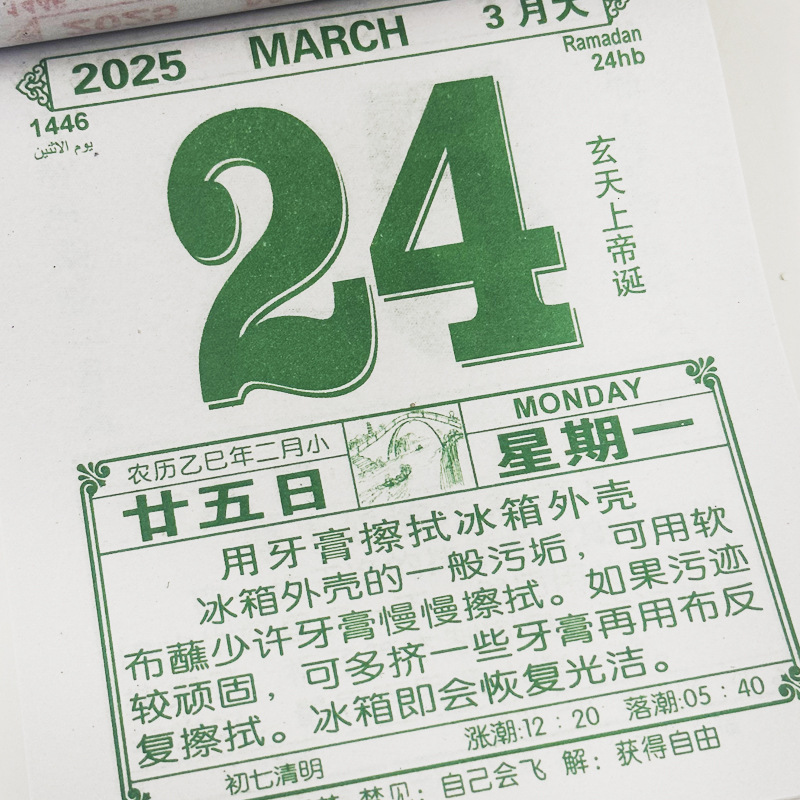 2025 MARCH 3 月大
Ramadan
24hb
1446
يوم الاثنين
24
玄天上帝诞
农历乙巳年二月小
廿五日
MONDAY
星期一
用牙膏擦拭冰箱外壳
冰箱外壳的一般污垢，可用软
布蘸少许牙膏慢慢擦拭。如果污迹
较顽固，可多挤一些牙膏再用布反
复擦拭。冰箱即会恢复光洁。
初七清明
涨潮:12：20 落潮:05：40
梦见：自己会飞 解：获得自由